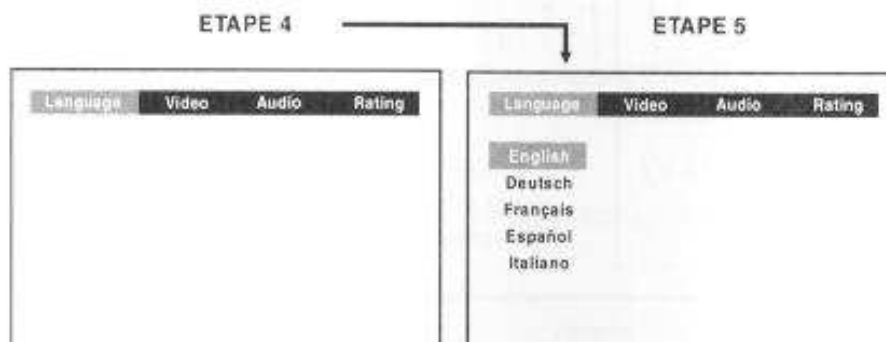 ETAPE 4
ETAPE 5
Language Video Audio Rating
Language Video Audio Rating
English
Deutsch
Français
Español
Italiano